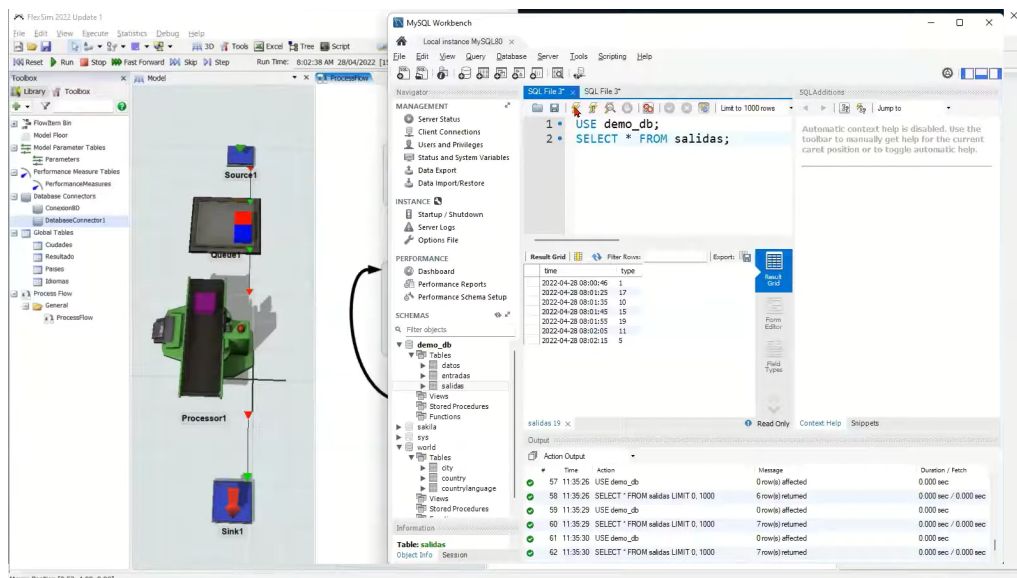 FlexSim 2022 Update 1
File Edit View Execute Statistics Debug Help
3D Tools Excel Tree Script
Reset Run Stop Fast Forward Skip Step Run Time: 8:02:38 AM 28/04/2022
Toolbox
Model
ProcessFlow
Library Toolbox
FlowItem Bin
Model Floor
Model Parameter Tables
Parameters
Performance Measure Tables
PerformanceMeasures
Database Connectors
ConexionBD
DatabaseConnector1
Global Tables
Ciudades
Resultado
Paises
Idiomas
Process Flow
General
ProcessFlow
Source1
Queue1
Processor1
Sink1
MySQL Workbench
Local instance MySQL80
File Edit View Query Database Server Tools Scripting Help
Navigator
MANAGEMENT
Server Status
Client Connections
Users and Privileges
Status and System Variables
Data Export
Data Import/Restore
INSTANCE
Startup / Shutdown
Server Logs
Options File
PERFORMANCE
Dashboard
Performance Reports
Performance Schema Setup
SCHEMAS
Filter objects
demo_db
Tables
datos
entradas
salidas
Views
Stored Procedures
Functions
sakila
sys
world
Tables
city
country
countrylanguage
Views
Stored Procedures
Information
Table: salidas
Object Info Session
SQL File 3* SQL File 3*
Limit to 1000 rows
1 USE demo_db;
2 SELECT * FROM salidas;
Result Grid Filter Rows: Export:
time type
2022-04-28 08:00:46 1
2022-04-28 08:01:25 17
2022-04-28 08:01:35 10
2022-04-28 08:01:45 15
2022-04-28 08:01:55 19
2022-04-28 08:02:05 11
2022-04-28 08:02:15 5
Result Grid
Form Editor
Field Types
salidas 19
Read Only
SQLAdditions
Jump to
Automatic context help is disabled. Use the
toolbar to manually get help for the current
caret position or to toggle automatic help.
Context Help Snippets
Output
Action Output
# Time Action Message Duration / Fetch
57 11:35:26 USE demo_db 0 row(s) affected 0.000 sec
58 11:35:26 SELECT * FROM salidas LIMIT 0, 1000 6 row(s) returned 0.000 sec / 0.000 sec
59 11:35:29 USE demo_db 0 row(s) affected 0.000 sec
60 11:35:29 SELECT * FROM salidas LIMIT 0, 1000 7 row(s) returned 0.000 sec / 0.000 sec
61 11:35:30 USE demo_db 0 row(s) affected 0.000 sec
62 11:35:30 SELECT * FROM salidas LIMIT 0, 1000 7 row(s) returned 0.000 sec / 0.000 sec